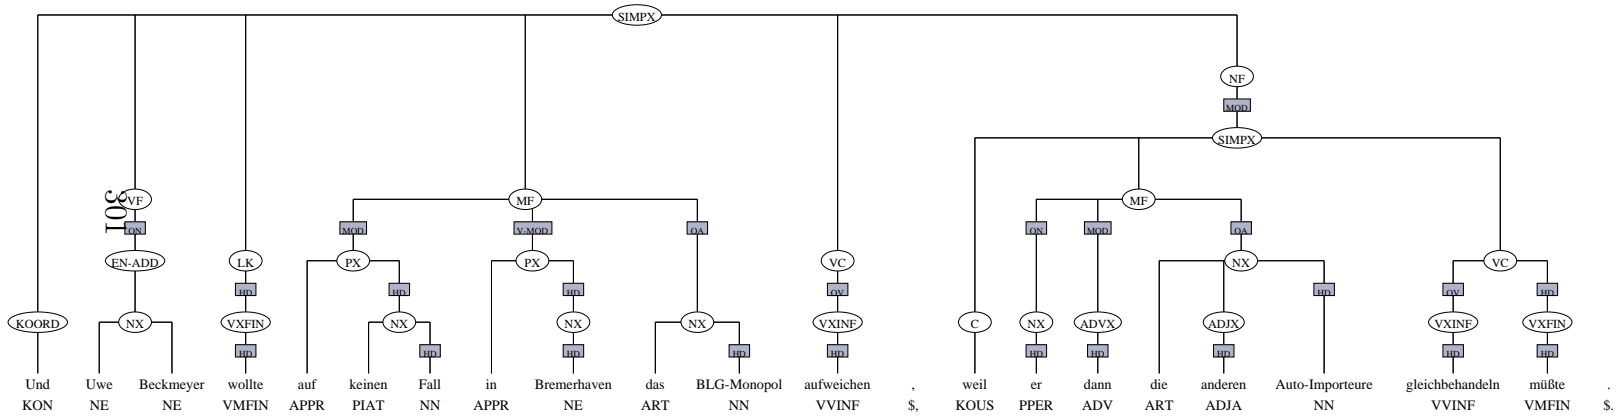 SIMPX
NF
MOD
SIMPX
VF MF MF
301
ON MOD V-MOD OA ON MOD OA
EN-ADD LK PX PX VC NX VC
HD HD HD OV HD OV HD
KOORD NX VXFIN NX NX NX VXINF C NX ADVX ADJX VXINF VXFIN
HD HD HD HD HD HD HD HD HD HD
Und Uwe Beckmeyer wollte auf keinen Fall in Bremerhaven das BLG-Monopol aufweichen , weil er dann die anderen Auto-Importeure gleichbehandeln müßte .
KON NE NE VMFIN APPR PIAT NN APPR NE ART NN VVINF $, KOUS PPER ADV ART ADJA NN VVINF VMFIN $.